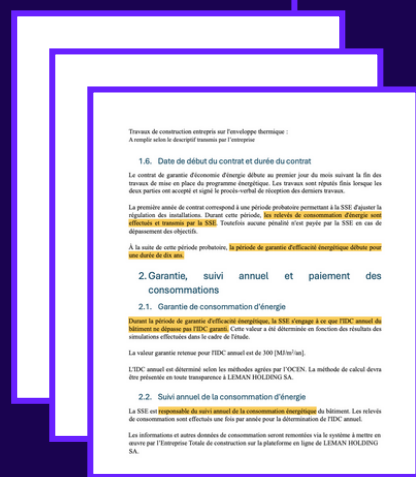 Travaux de construction entrepris sur l'enveloppe thermique :
A remplir selon le descriptif transmis par l'entreprise
1.6. Date de début du contrat et durée du contrat
Le contrat de garantie d'économie d'énergie débute au premier jour du mois suivant la fin des
travaux de mise en place du programme énergétique. Les travaux sont réputés finis lorsque les
deux parties ont accepté et signé le procès-verbal de réception des derniers travaux.
La première année de contrat correspond à une période probatoire permettant à la SSE d'ajuster la
régulation des installations. Durant cette période, les relevés de consommation d'énergie sont
effectués et transmis par la SSE. Toutefois aucune pénalité n'est payée par la SSE en cas de
dépassement des objectifs.
À la suite de cette période probatoire, la période de garantie d'efficacité énergétique débute pour
une durée de dix ans.
2. Garantie, suivi annuel et paiement des
consommations
2.1. Garantie de consommation d'énergie
Durant la période de garantie d'efficacité énergétique, la SSE s'engage à ce que l'IDC annuel du
bâtiment ne dépasse pas l'IDC garanti. Cette valeur a été déterminée en fonction des résultats des
simulations effectuées dans le cadre de l'étude.
La valeur garantie retenue pour l'IDC annuel est de 300 [MJ/m²/an].
L'IDC annuel est déterminé selon les méthodes agréées par l'OCEN. La méthode de calcul devra
être présentée en toute transparence à LEMAN HOLDING SA.
2.2. Suivi annuel de la consommation d'énergie
La SSE est responsable du suivi annuel de la consommation énergétique du bâtiment. Les relevés
de consommation sont effectués une fois par année pour la détermination de l'IDC annuel.
Les informations et autres données de consommation seront remontées via le système à mettre en
œuvre par l'Entreprise Totale de construction sur la plateforme en ligne de LEMAN HOLDING
SA.